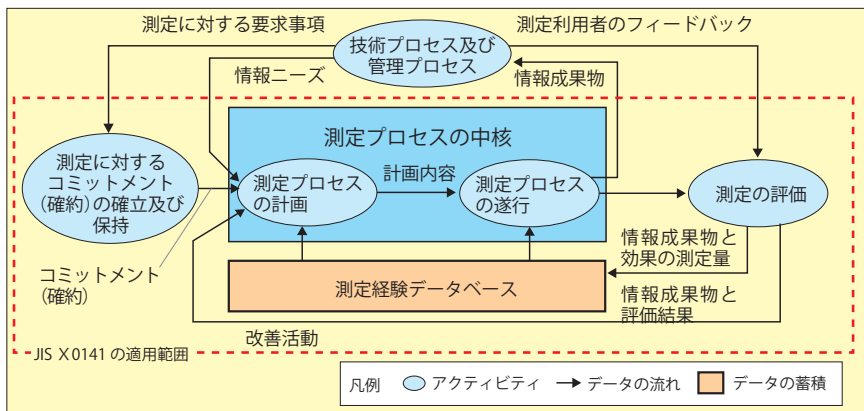 測定に対する要求事項
測定利用者のフィードバック
技術プロセス及び
管理プロセス
情報ニーズ
情報成果物
測定プロセスの中核
測定に対する
コミットメント
(確約)の確立及び
保持
測定プロセス
の計画
計画内容
測定プロセス
の遂行
測定の評価
コミットメント
(確約)
情報成果物と
効果の測定量
測定経験データベース
情報成果物と
評価結果
改善活動
JIS X 0141 の適用範囲
凡例
アクティビティ
データの流れ
データの蓄積